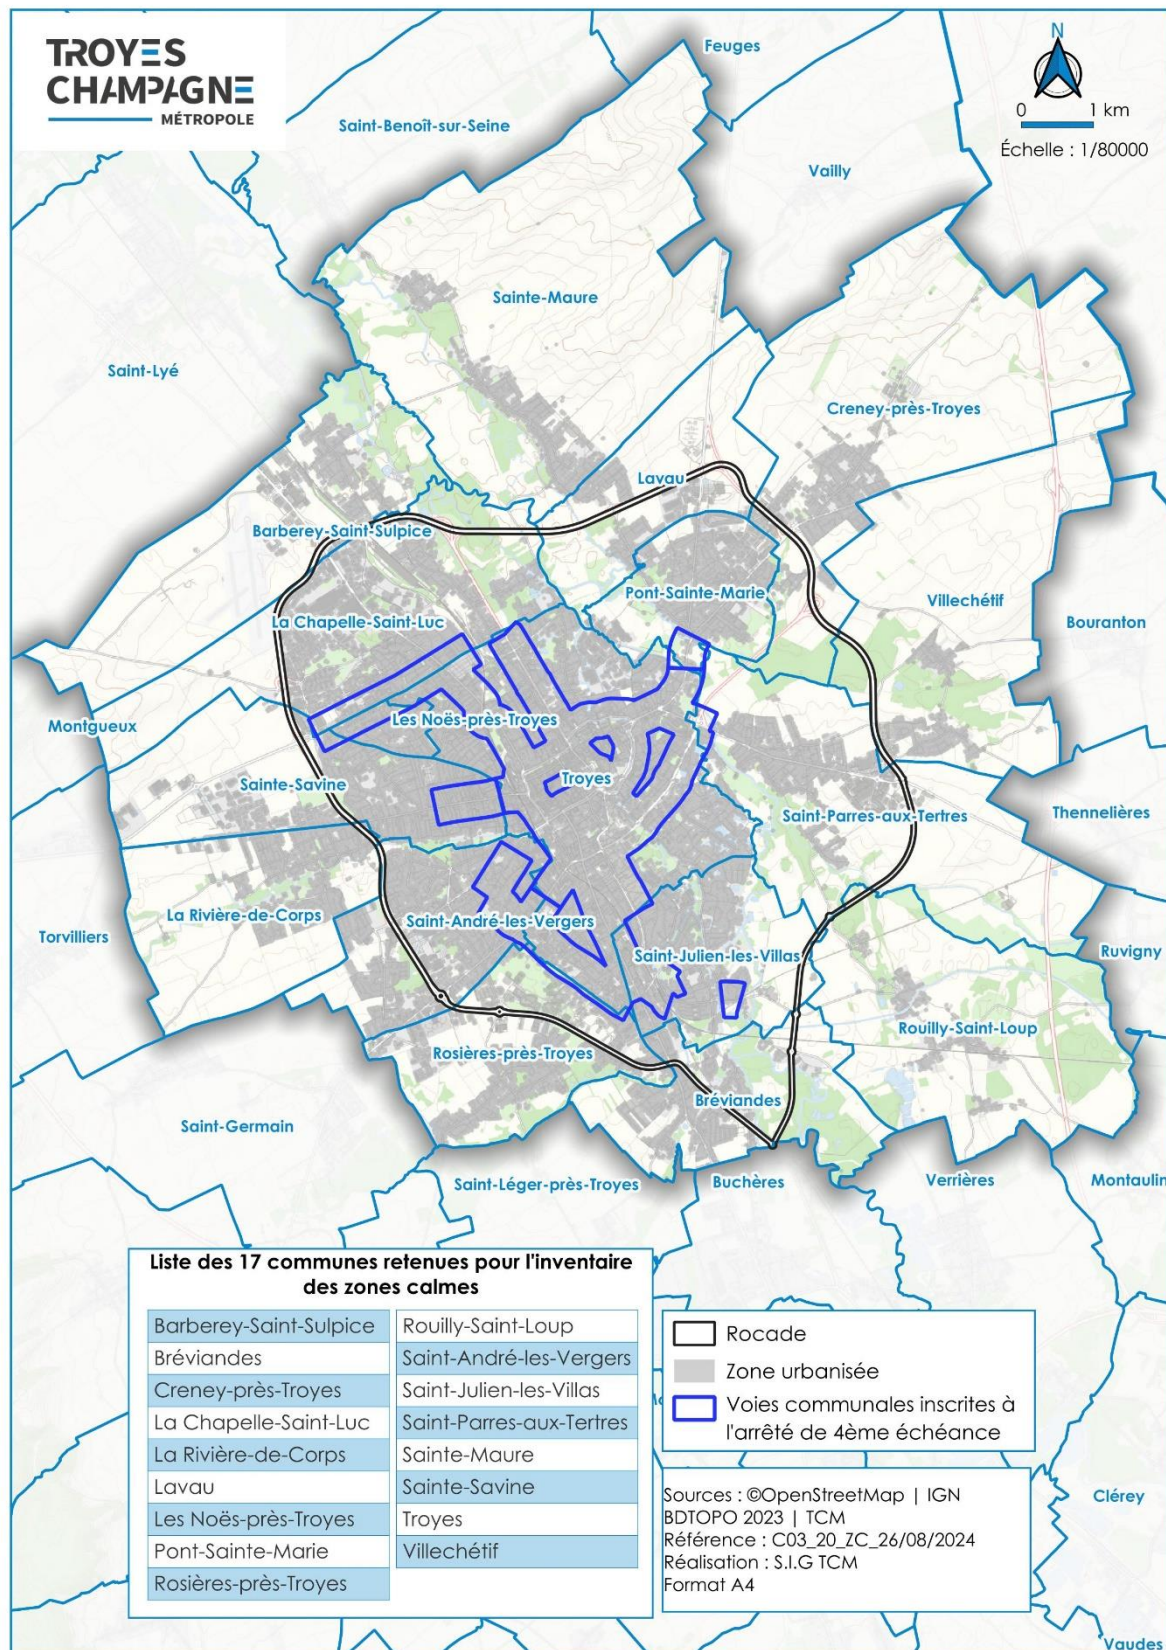 TROYES
CHAMPAGNE
MÉTROPOLE
N
0 1 km
Échelle : 1/80000
Feuges
Saint-Benoît-sur-Seine
Vailly
Sainte-Maure
Saint-Lyé
Creney-près-Troyes
Lavau
Barberey-Saint-Sulpice
Pont-Sainte-Marie
Villechétif
La Chapelle-Saint-Luc
Bouranton
Les Noës-près-Troyes
Montgueux
Troyes
Sainte-Savine
Thennelières
Saint-Parres-aux-Tertres
La Rivière-de-Corps
Saint-André-les-Vergers
Torvilliers
Saint-Julien-les-Villas
Ruvigny
Rouilly-Saint-Loup
Rosières-près-Troyes
Bréviandes
Saint-Germain
Saint-Léger-près-Troyes
Buchères
Verrières
Montaulin
Clérey
Vaudes
Liste des 17 communes retenues pour l'inventaire
des zones calmes
Barberey-Saint-Sulpice
Bréviandes
Creney-près-Troyes
La Chapelle-Saint-Luc
La Rivière-de-Corps
Lavau
Les Noës-près-Troyes
Pont-Sainte-Marie
Rosières-près-Troyes
Rouilly-Saint-Loup
Saint-André-les-Vergers
Saint-Julien-les-Villas
Saint-Parres-aux-Tertres
Sainte-Maure
Sainte-Savine
Troyes
Villechétif
Rocade
Zone urbanisée
Voies communales inscrites à
l'arrêté de 4ème échéance
Sources : ©OpenStreetMap | IGN
BDTOPO 2023 | TCM
Référence : C03_20_ZC_26/08/2024
Réalisation : S.I.G TCM
Format A4